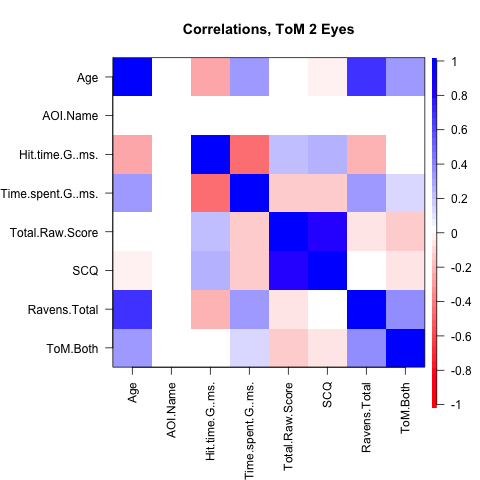 Correlations, ToM 2 Eyes
Age
AOI.Name
Hit.time.G..ms.
Time.spent.G..ms.
Total.Raw.Score
SCQ
Ravens.Total
ToM.Both
1
0.8
0.6
0.4
0.2
0
-0.2
-0.4
-0.6
-0.8
-1
Age
AOI.Name
Hit.time.G..ms.
Time.spent.G..ms.
Total.Raw.Score
SCQ
Ravens.Total
ToM.Both